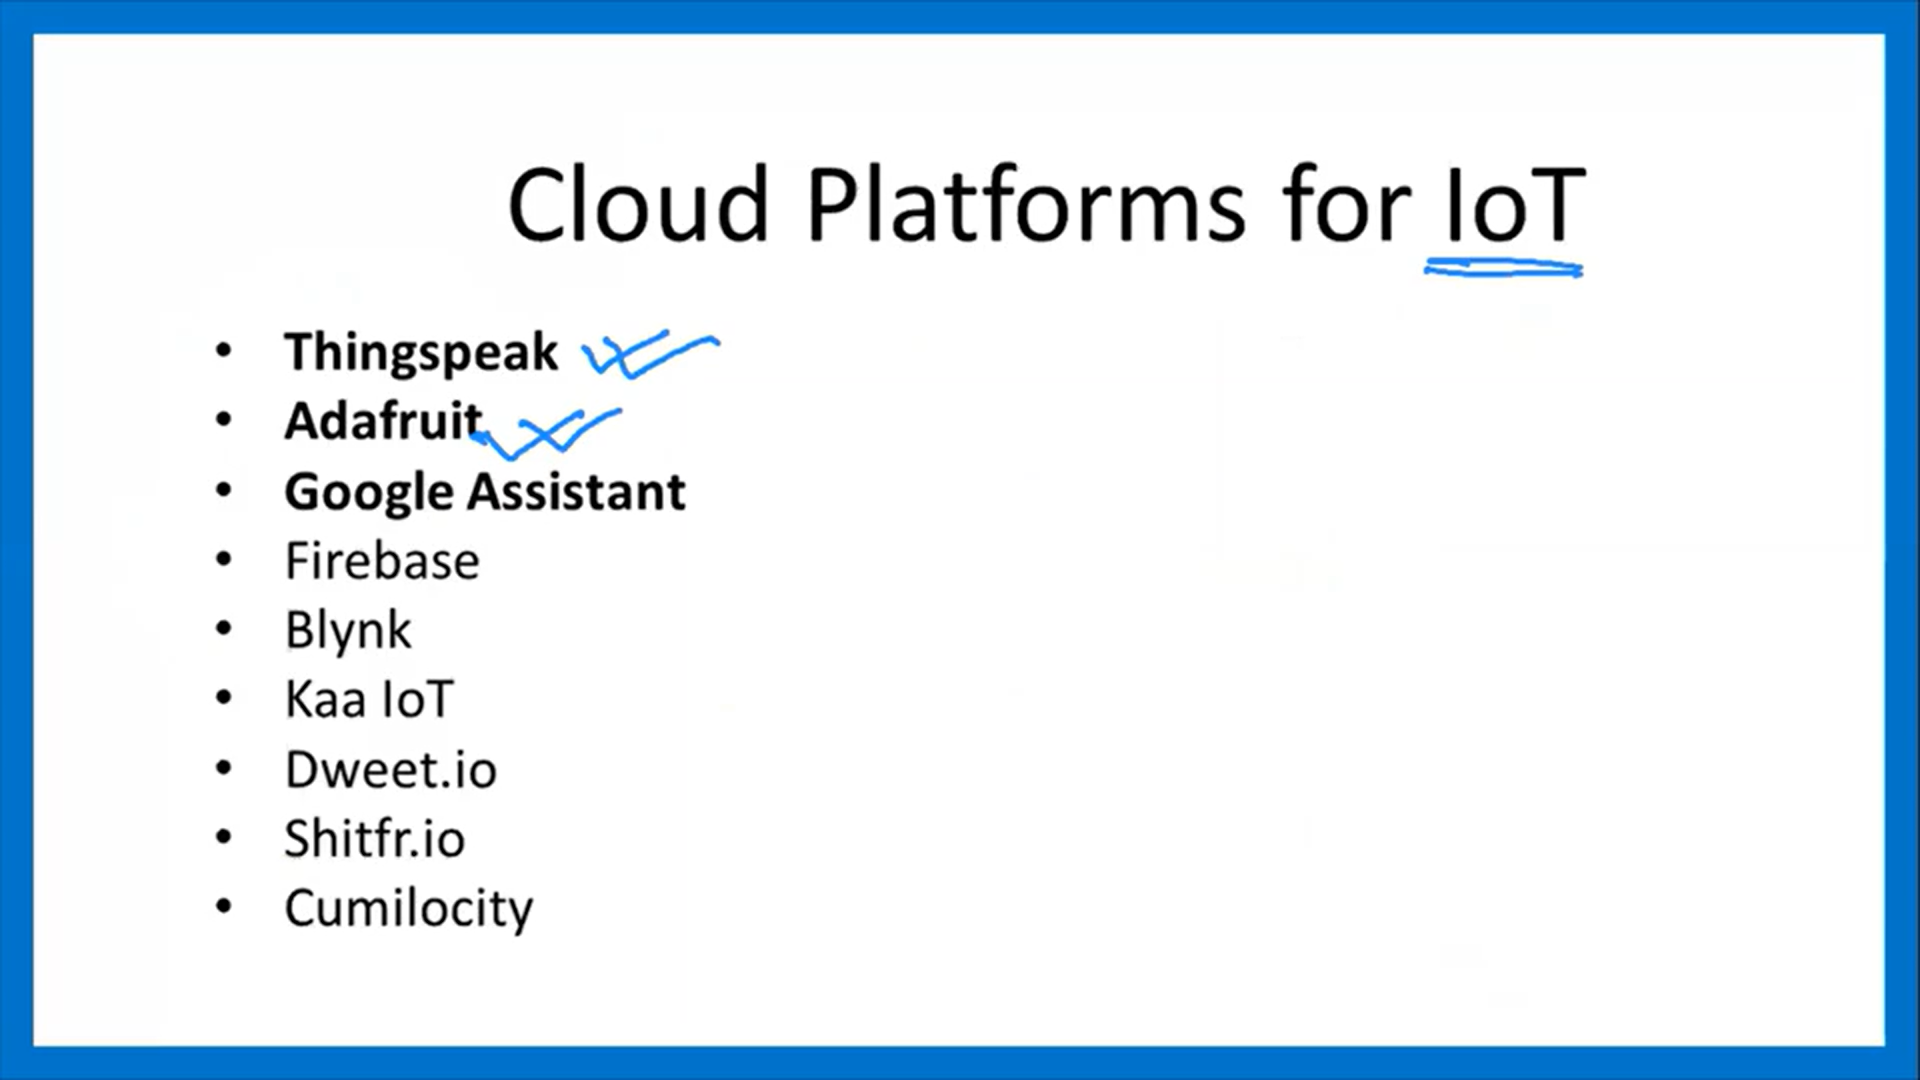 Cloud Platforms for IoT
• Thingspeak
• Adafruit
• Google Assistant
• Firebase
• Blynk
• Kaa IoT
• Dweet.io
• Shitfr.io
• Cumilocity